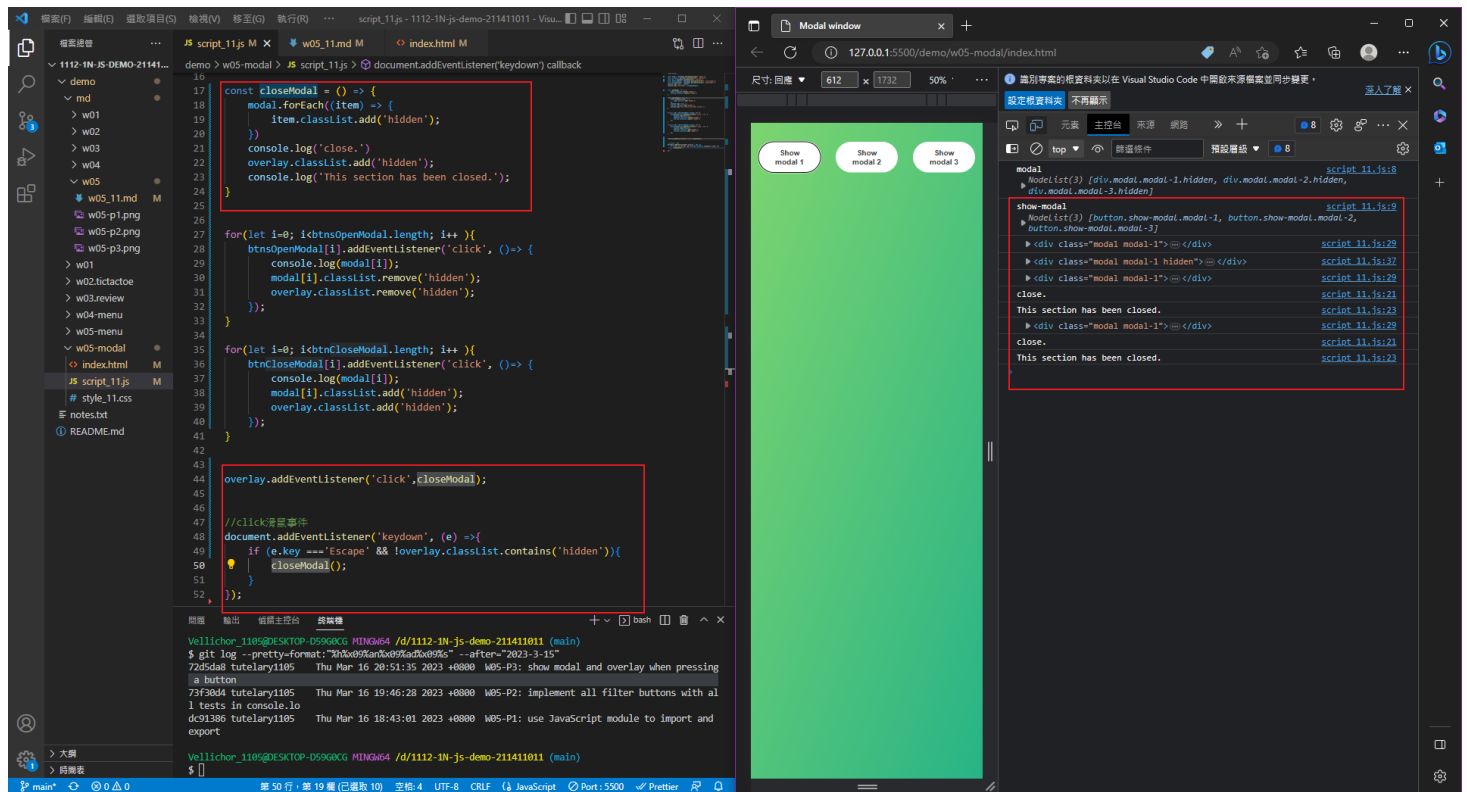 檔案(F) 編輯(E) 選取項目(S) 檢視(V) 移至(G) 執行(R) ··· script_11.js - 1112-1N-js-demo-211411011 - Visu...
檔案總管 ···
1112-1N-JS-DEMO-21141...
demo
md
w01
w02
w03
w04
w05
w05_11.md M
w05-p1.png
w05-p2.png
w05-p3.png
w01
w02.tictactoe
w03.review
w04-menu
w05-menu
w05-modal
index.html M
JS script_11.js M
# style_11.css
notes.txt
README.md
大綱
時間表
3
1
JS script_11.js M
w05_11.md M
index.html M
demo > w05-modal > JS script_11.js > document.addEventListener('keydown') callback
16
17 const closeModal = () => {
18 modal.forEach((item) => {
19 item.classList.add('hidden');
20 })
21 console.log('close.')
22 overlay.classList.add('hidden');
23 console.log('This section has been closed.');
24 }
25
26
27 for(let i=0; i<btnsOpenModal.length; i++ ){
28 btnsOpenModal[i].addEventListener('click', ()=> {
29 console.log(modal[i]);
30 modal[i].classList.remove('hidden');
31 overlay.classList.remove('hidden');
32 });
33 }
34
35 for(let i=0; i<btnCloseModal.length; i++ ){
36 btnCloseModal[i].addEventListener('click', ()=> {
37 console.log(modal[i]);
38 modal[i].classList.add('hidden');
39 overlay.classList.add('hidden');
40 });
41 }
42
43
44 overlay.addEventListener('click',closeModal);
45
46
47 //click滑鼠事件
48 document.addEventListener('keydown', (e) =>{
49 if (e.key ==='Escape' && !overlay.classList.contains('hidden')){
50 closeModal();
51 }
52 });
問題 輸出 偵錯主控台 終端機 bash
Vellichor_1105@DESKTOP-D59G0CG MINGW64 /d/1112-1N-js-demo-211411011 (main)
$ git log --pretty=format:"%h%x09%an%x09%ad%x09%s" --after="2023-3-15"
72d5da8 tutelary1105 Thu Mar 16 20:51:35 2023 +0800 W05-P3: show modal and overlay when pressing
a button
73f30d4 tutelary1105 Thu Mar 16 19:46:28 2023 +0800 W05-P2: implement all filter buttons with al
l tests in console.lo
dc91386 tutelary1105 Thu Mar 16 18:43:01 2023 +0800 W05-P1: use JavaScript module to import and
export
Vellichor_1105@DESKTOP-D59G0CG MINGW64 /d/1112-1N-js-demo-211411011 (main)
$
main* 0 0 第 50 行，第 19 欄 (已選取 10) 空格: 4 UTF-8 CRLF JavaScript Port : 5500 Prettier
Modal window
127.0.0.1:5500/demo/w05-modal/index.html
尺寸: 回應 612 x 1732 50%
Show modal 1
Show modal 2
Show modal 3
識別專案的根資料夾以在 Visual Studio Code 中開啟來源檔案並同步變更。
深入了解
設定根資料夾 不再顯示
元素 主控台 來源 網路 8
top 篩選條件 預設層級 8
modal script 11.js:8
NodeList(3) [div.modal.modal-1.hidden, div.modal.modal-2.hidden,
div.modal.modal-3.hidden]
show-modal script 11.js:9
NodeList(3) [button.show-modal.modal-1, button.show-modal.modal-2,
button.show-modal.modal-3]
<div class="modal modal-1">…</div> script 11.js:29
<div class="modal modal-1 hidden">…</div> script 11.js:37
<div class="modal modal-1">…</div> script 11.js:29
close. script 11.js:21
This section has been closed. script 11.js:23
<div class="modal modal-1">…</div> script 11.js:29
close. script 11.js:21
This section has been closed. script 11.js:23